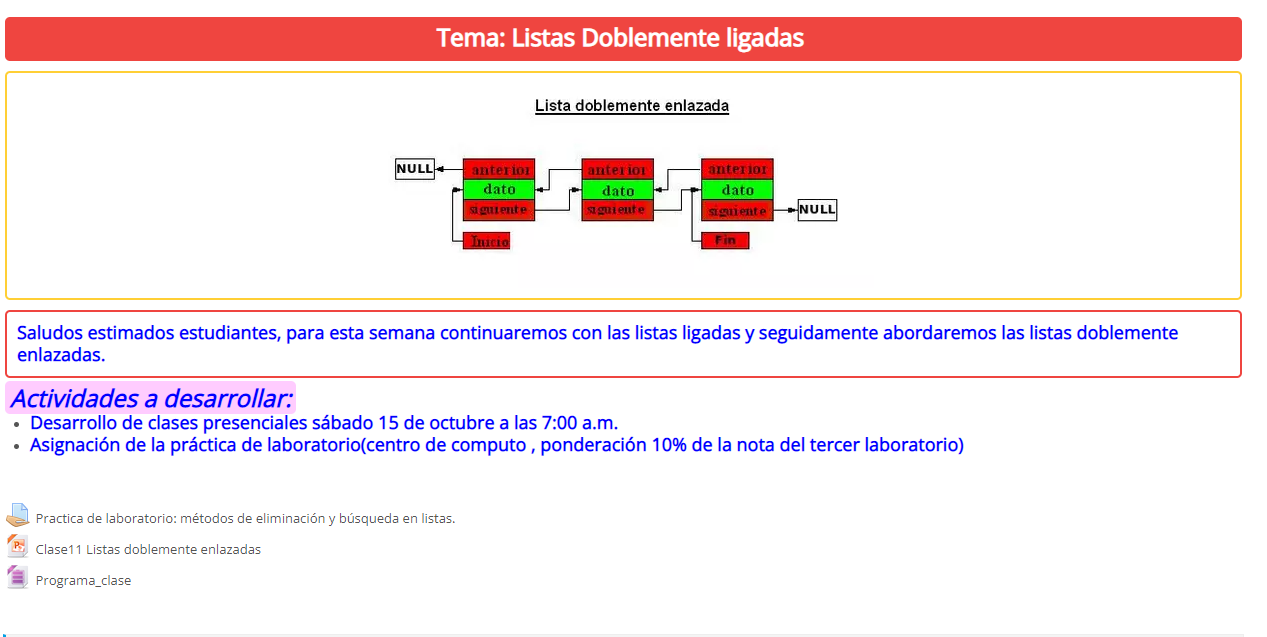 Tema: Listas Doblemente ligadas
Lista doblemente enlazada
NULL
anterior
anterior
anterior
dato
dato
dato
siguiente
siguiente
siguiente
NULL
Inicio
Fin
Saludos estimados estudiantes, para esta semana continuaremos con las listas ligadas y seguidamente abordaremos las listas doblemente
enlazadas.
Actividades a desarrollar:
Desarrollo de clases presenciales sábado 15 de octubre a las 7:00 a.m.
Asignación de la práctica de laboratorio(centro de computo , ponderación 10% de la nota del tercer laboratorio)
Practica de laboratorio: métodos de eliminación y búsqueda en listas.
Clase11 Listas doblemente enlazadas
Programa_clase